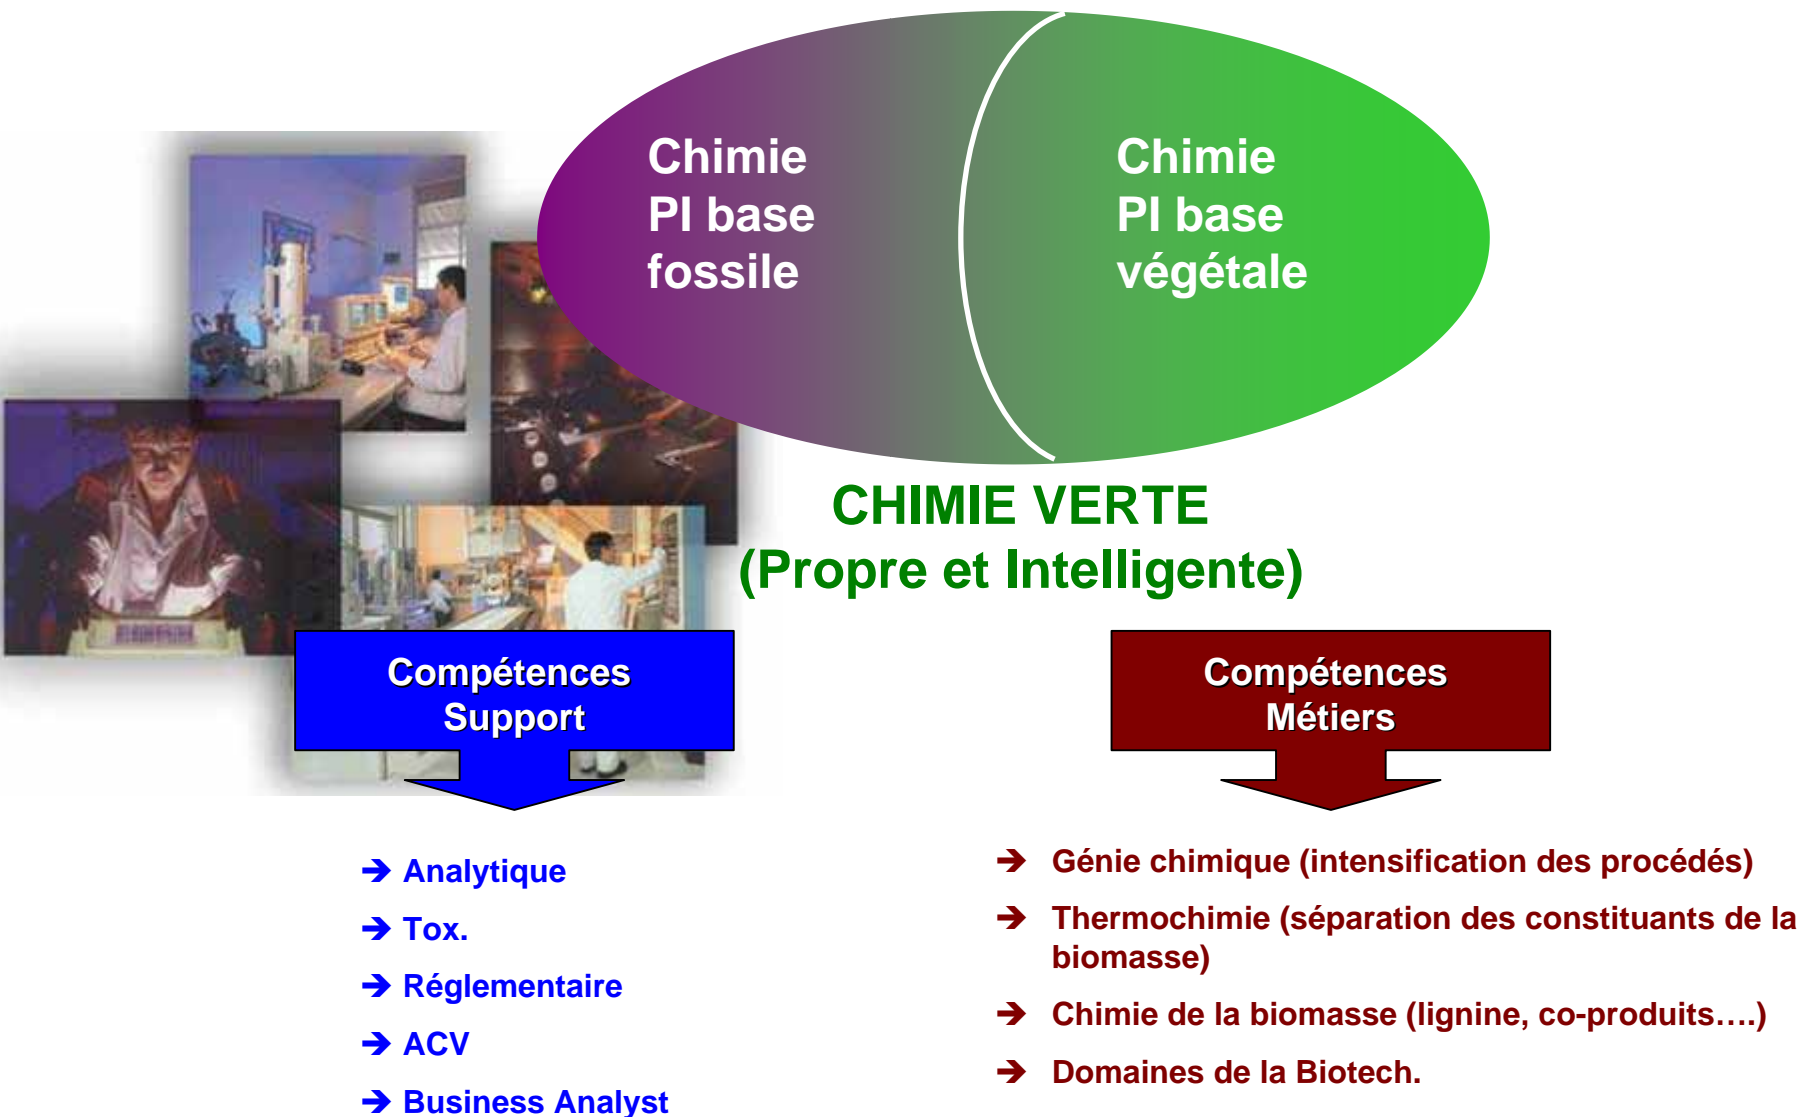 Chimie
PI base
fossile
Chimie
PI base
végétale
CHIMIE VERTE
(Propre et Intelligente)
Compétences
Support
➔ Analytique
➔ Tox.
➔ Réglementaire
➔ ACV
➔ Business Analyst
Compétences
Métiers
➔ Génie chimique (intensification des procédés)
➔ Thermochimie (séparation des constituants de la
biomasse)
➔ Chimie de la biomasse (lignine, co-produits….)
➔ Domaines de la Biotech.